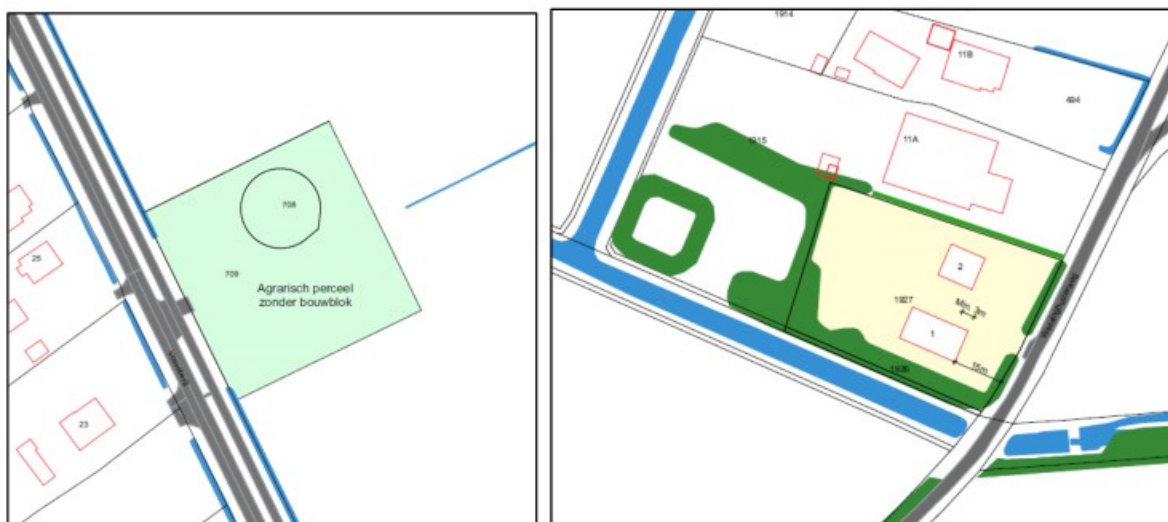 25
23
708
709
Agrarisch perceel
zonder bouwblok
1914
11B
494
1915
11A
2
1927
Min. 3m
1
15m
1926